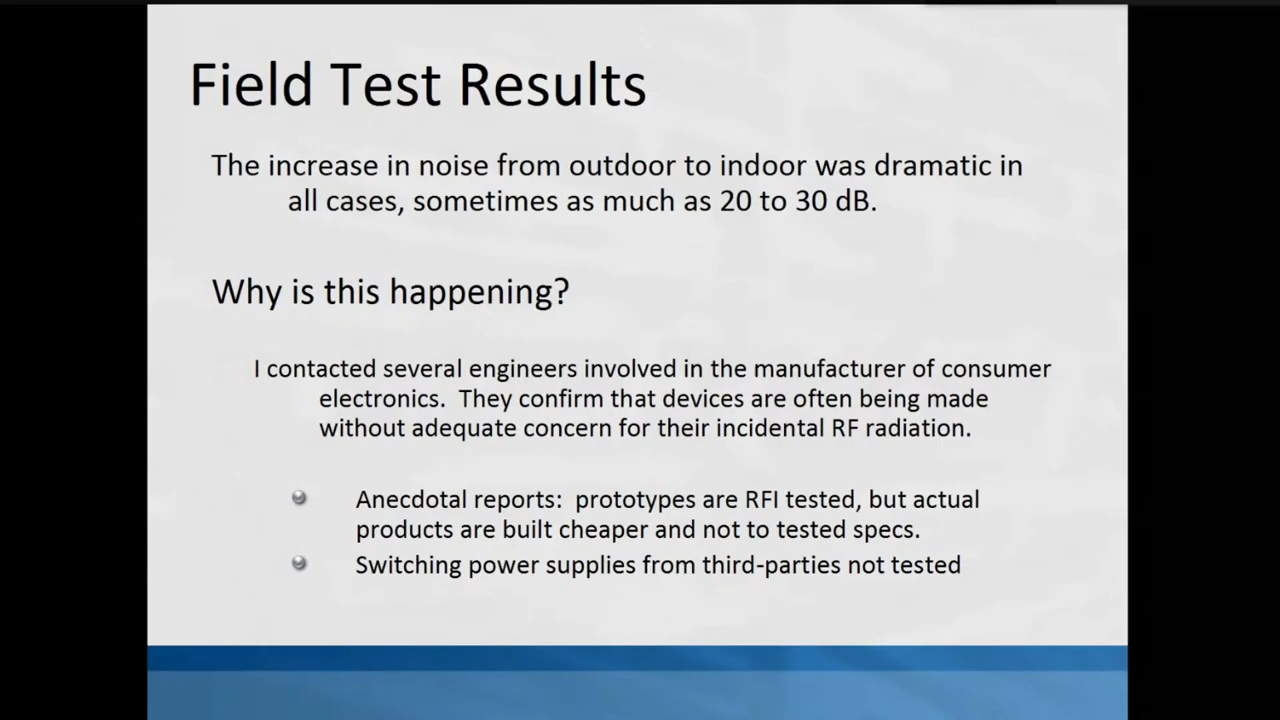 Field Test Results
The increase in noise from outdoor to indoor was dramatic in
all cases, sometimes as much as 20 to 30 dB.
Why is this happening?
I contacted several engineers involved in the manufacturer of consumer
electronics.  They confirm that devices are often being made
without adequate concern for their incidental RF radiation.
Anecdotal reports:  prototypes are RFI tested, but actual
products are built cheaper and not to tested specs.
Switching power supplies from third-parties not tested